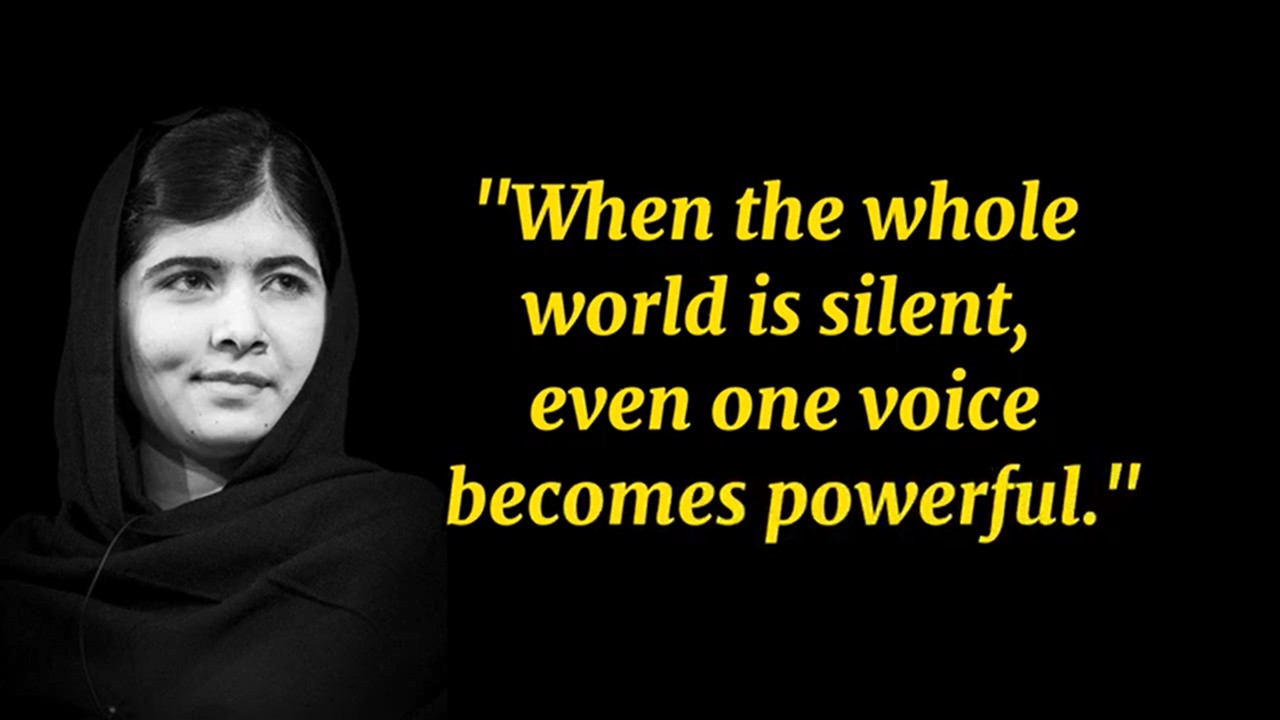 "When the whole
world is silent,
even one voice
becomes powerful."